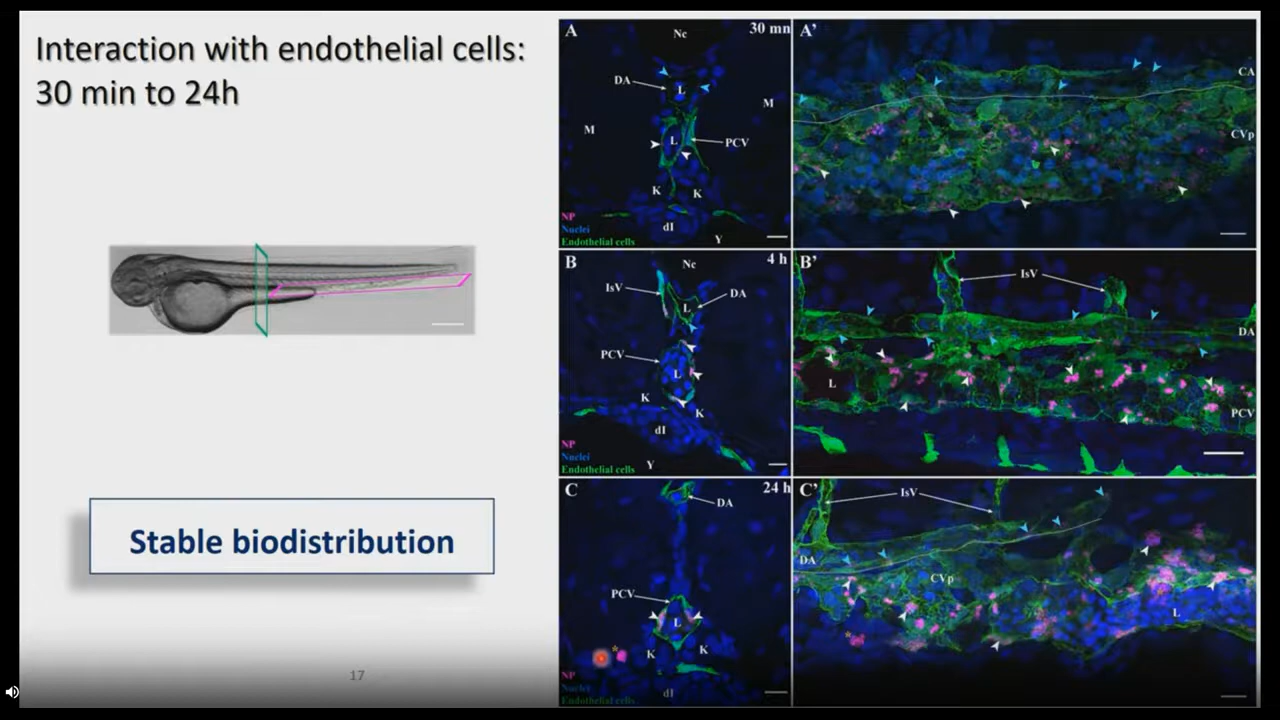 Interaction with endothelial cells:
30 min to 24h
Stable biodistribution
17
A
30 mn
Nc
DA
L
M
M
L
PCV
K
K
NP
Nuclei
dI
Endothelial cells
Y
A'
CA
CVp
B
4 h
Nc
IsV
DA
L
PCV
L
K
K
NP
dI
Nuclei
Endothelial cells
Y
B'
IsV
DA
L
PCV
C
24 h
DA
PCV
L
*
K
K
NP
Nuclei
dI
Endothelial cells
C'
IsV
DA
CVp
L
*